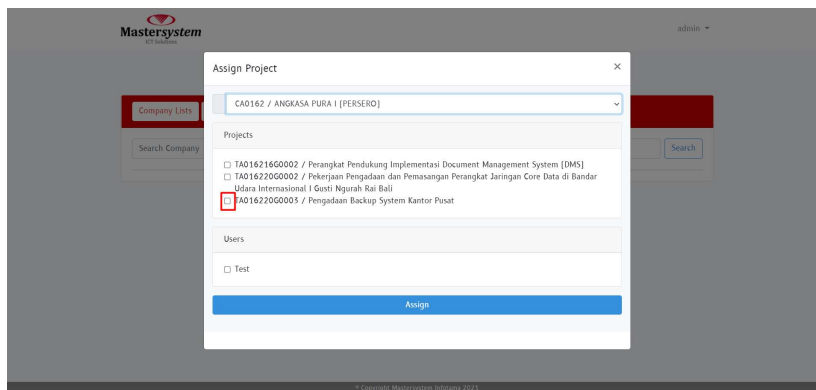 Mastersystem
ICT Solutions
admin
Assign Project
×
Company Lists
CA0162 / ANGKASA PURA I [PERSERO]
Search Company
Search
Projects
TA016216G0002 / Perangkat Pendukung Implementasi Document Management System [DMS]
TA016220G0002 / Pekerjaan Pengadaan dan Pemasangan Perangkat Jaringan Core Data di Bandar
Udara Internasional I Gusti Ngurah Rai Bali
TA016220G0003 / Pengadaan Backup System Kantor Pusat
Users
Test
Assign
© Copyright Mastersystem Infotama 2021